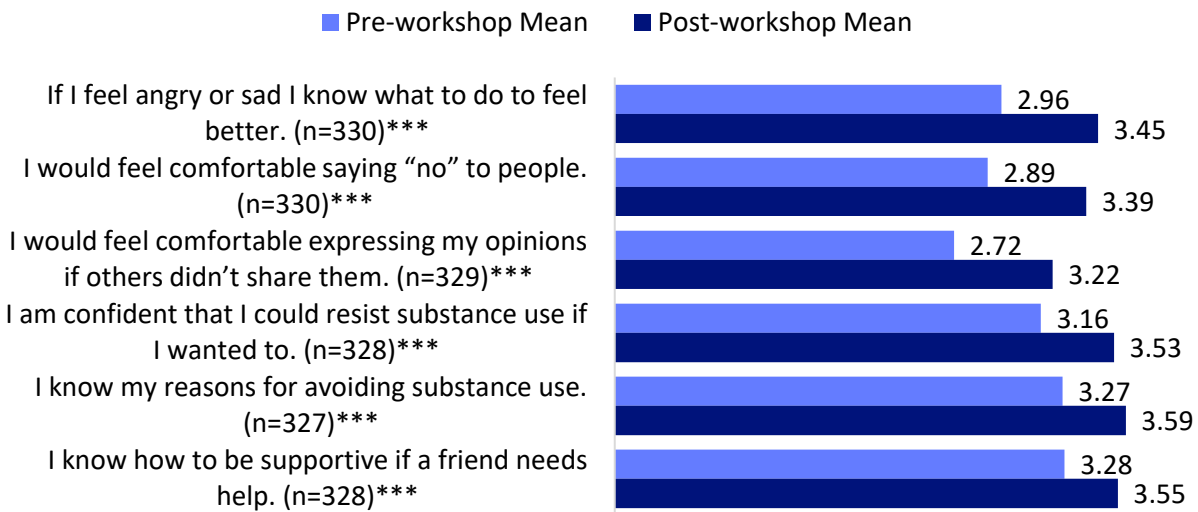 Pre-workshop Mean Post-workshop Mean
If I feel angry or sad I know what to do to feel
better. (n=330)***
2.96
3.45
I would feel comfortable saying “no” to people.
(n=330)***
2.89
3.39
I would feel comfortable expressing my opinions
if others didn’t share them. (n=329)***
2.72
3.22
I am confident that I could resist substance use if
I wanted to. (n=328)***
3.16
3.53
I know my reasons for avoiding substance use.
(n=327)***
3.27
3.59
I know how to be supportive if a friend needs
help. (n=328)***
3.28
3.55